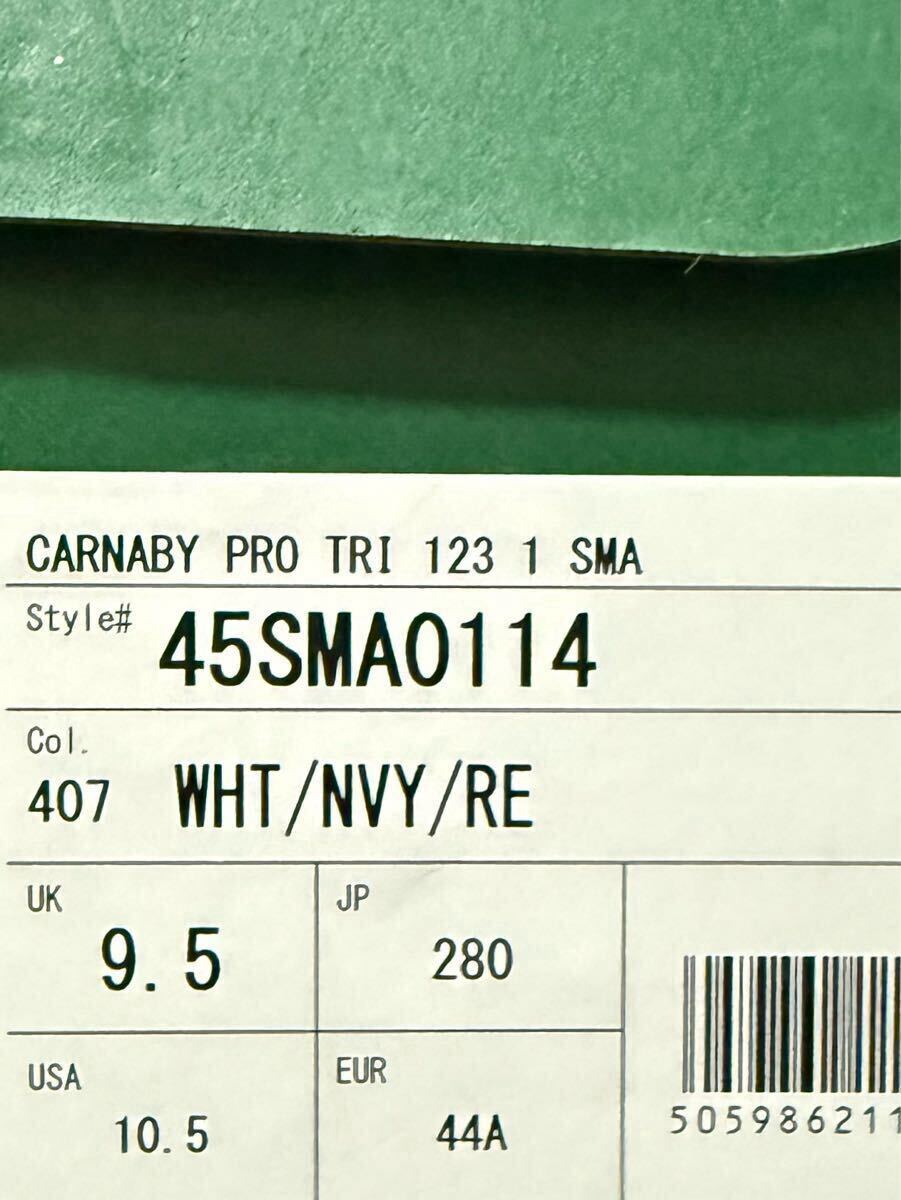 CARNABY PRO TRI 123 1 SMA
Style# 45SMA0114
Col.
407 WHT/NVY/RE
UK JP
9.5 280
USA EUR
10.5 44A
505986211